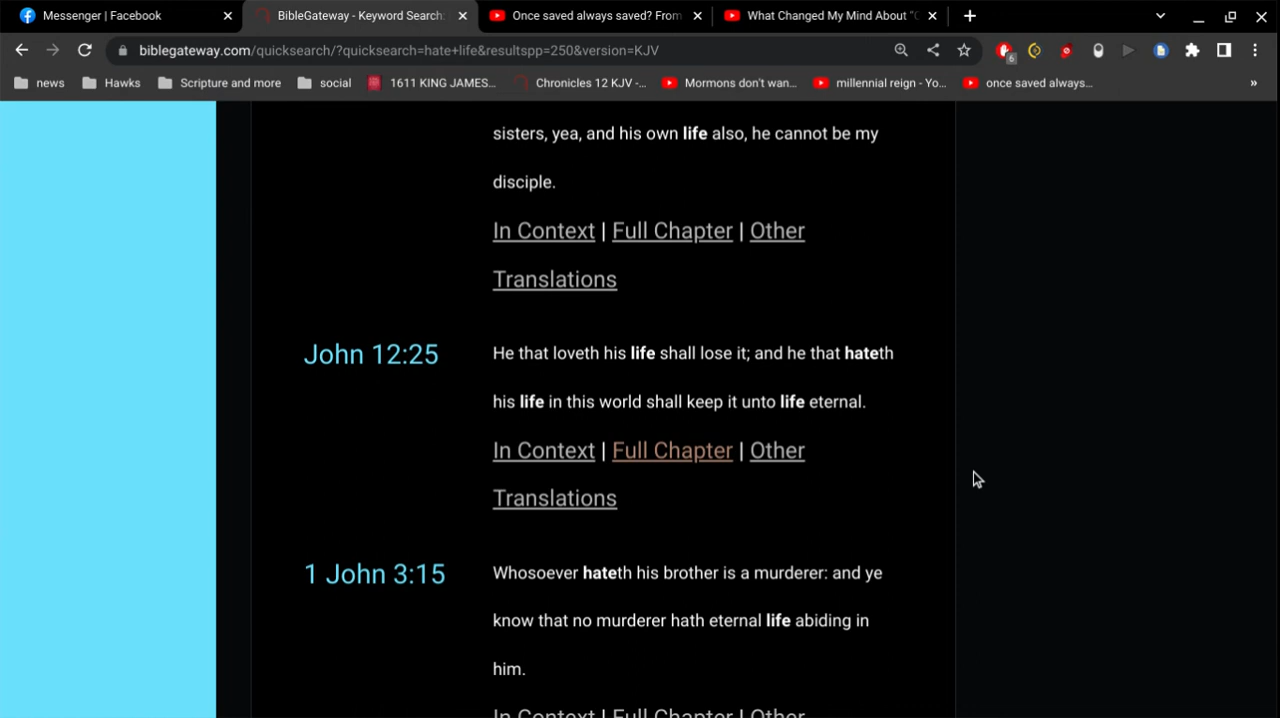 Messenger | Facebook
BibleGateway - Keyword Search:
Once saved always saved? From
What Changed My Mind About "
biblegateway.com/quicksearch/?quicksearch=hate+life&resultspp=250&version=KJV
6
news
Hawks
Scripture and more
social
1611 KING JAMES...
Chronicles 12 KJV -...
Mormons don't wan...
millennial reign - Yo...
once saved always...
»
sisters, yea, and his own life also, he cannot be my
disciple.
In Context | Full Chapter | Other
Translations
John 12:25
He that loveth his life shall lose it; and he that hateth
his life in this world shall keep it unto life eternal.
In Context | Full Chapter | Other
Translations
1 John 3:15
Whosoever hateth his brother is a murderer: and ye
know that no murderer hath eternal life abiding in
him.
In Context | Full Chapter | Other